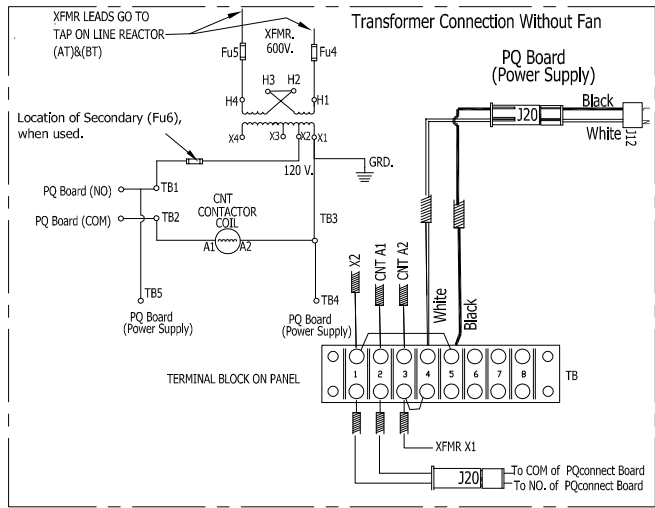 XFMR LEADS GO TO
TAP ON LINE REACTOR
(AT)&(BT)
XFMR.
600V.
Transformer Connection Without Fan
Fu5
Fu4
PQ Board
(Power Supply)
H3
H2
H4
H1
Black
J20
White
J12
L
N
Location of Secondary (Fu6),
when used.
X4
X3
X2
X1
GRD.
120 V.
PQ Board (NO)
TB1
CNT
CONTACTOR
COIL
PQ Board (COM)
TB2
TB3
A1
A2
X2
CNT A1
CNT A2
White
Black
TB5
TB4
PQ Board
(Power Supply)
PQ Board
(Power Supply)
TERMINAL BLOCK ON PANEL
1
2
3
4
5
6
7
8
TB
XFMR X1
J20
To COM of PQconnect Board
To NO. of PQconnect Board